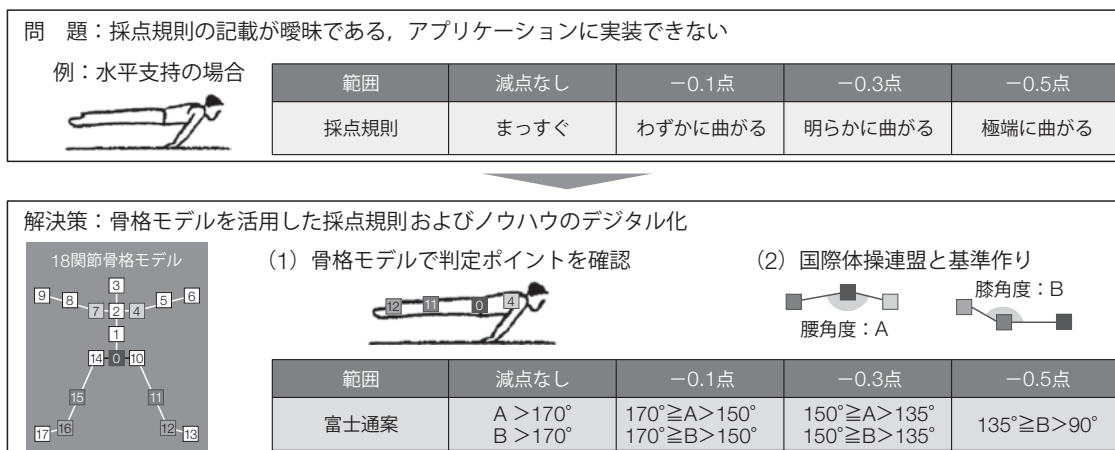 問　題：採点規則の記載が曖昧である，アプリケーションに実装できない
例：水平支持の場合
範囲 減点なし －0.1点 －0.3点 －0.5点
採点規則 まっすぐ わずかに曲がる 明らかに曲がる 極端に曲がる
解決策：骨格モデルを活用した採点規則およびノウハウのデジタル化
18関節骨格モデル
3
9 8 7 2 4 5 6
1
14 0 10
15 11
17 16 12 13
（1）骨格モデルで判定ポイントを確認
12 11 0 4
（2）国際体操連盟と基準作り
腰角度：A
膝角度：B
範囲 減点なし －0.1点 －0.3点 －0.5点
富士通案 A＞170° 170°≧A＞150° 150°≧A＞135° 135°≧B＞90°
B＞170° 170°≧B＞150° 150°≧B＞135°